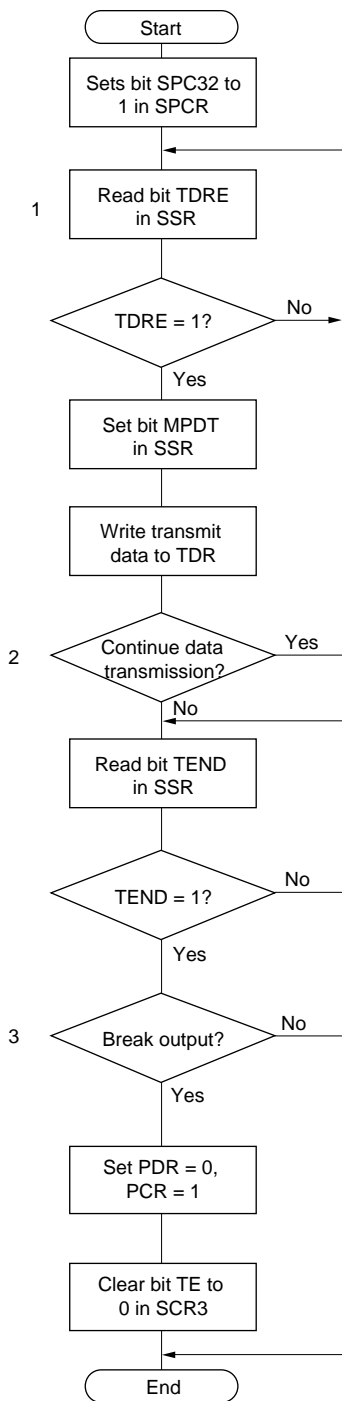 Start
Sets bit SPC32 to
1 in SPCR
1
Read bit TDRE
in SSR
TDRE = 1?
No
Yes
Set bit MPDT
in SSR
Write transmit
data to TDR
2
Continue data
transmission?
Yes
No
Read bit TEND
in SSR
TEND = 1?
No
Yes
3
Break output?
No
Yes
Set PDR = 0,
PCR = 1
Clear bit TE to
0 in SCR3
End